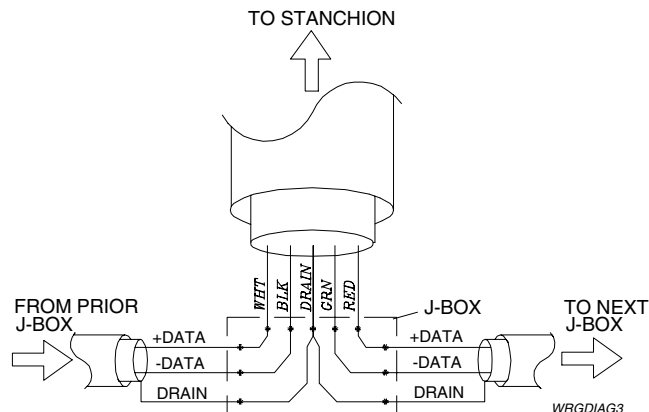 TO STANCHION
WHT
BLK
DRAIN
GRN
RED
FROM PRIOR
J-BOX
J-BOX
TO NEXT
J-BOX
+DATA
+DATA
-DATA
-DATA
DRAIN
DRAIN
WRGDIAG3